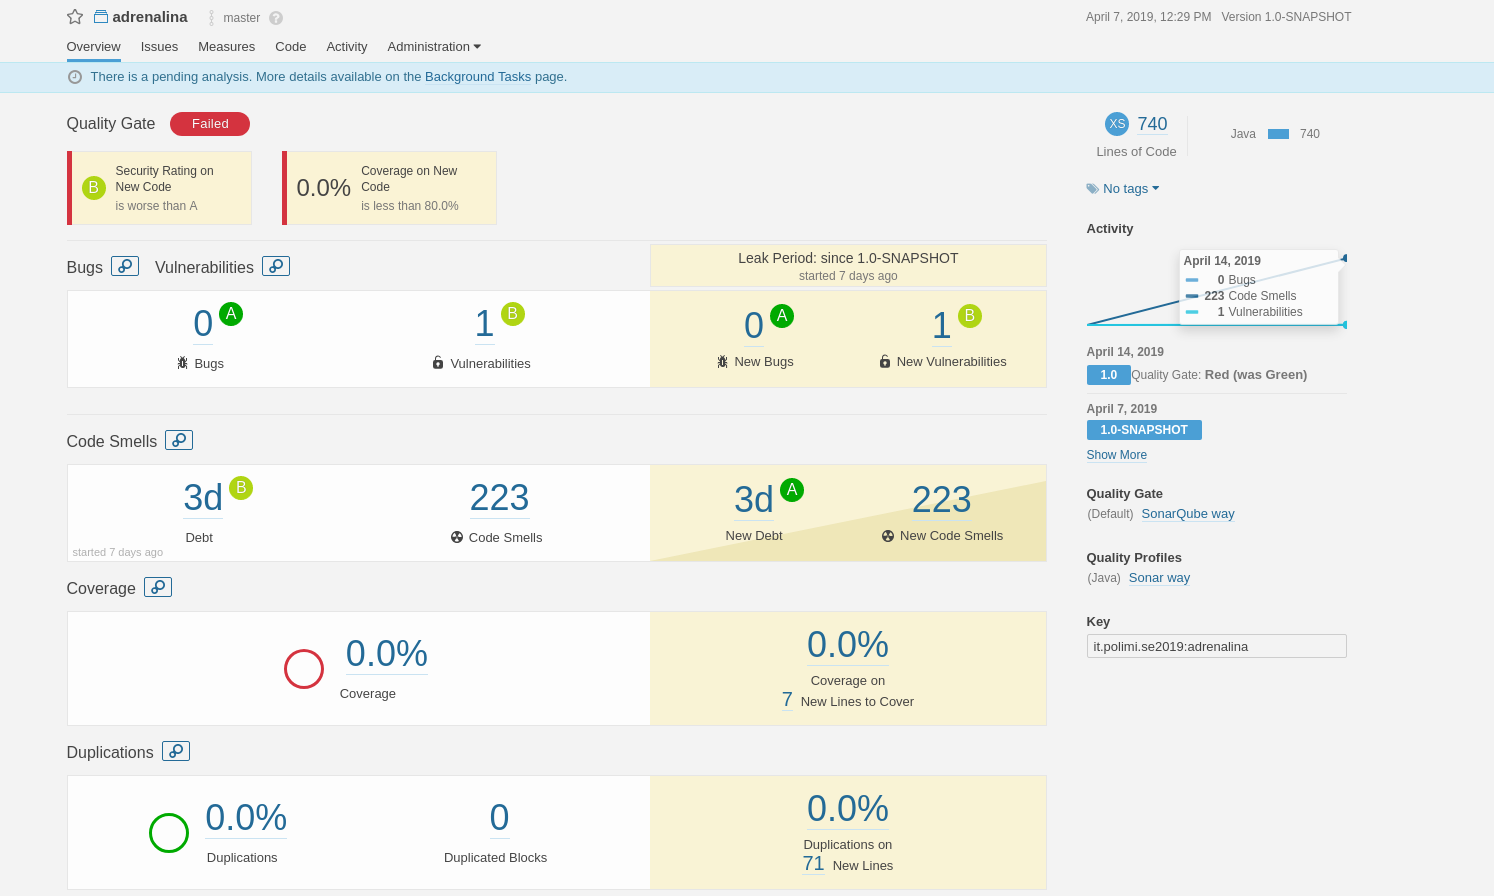 adrenalina master ?
April 7, 2019, 12:29 PM Version 1.0-SNAPSHOT
Overview Issues Measures Code Activity Administration
There is a pending analysis. More details available on the Background Tasks page.
Quality Gate Failed
B
Security Rating on
New Code
is worse than A
0.0%
Coverage on New
Code
is less than 80.0%
Bugs Vulnerabilities
Leak Period: since 1.0-SNAPSHOT
started 7 days ago
0 A
Bugs
1 B
Vulnerabilities
0 A
New Bugs
1 B
New Vulnerabilities
Code Smells
3d B
Debt
223
Code Smells
started 7 days ago
3d A
New Debt
223
New Code Smells
Coverage
0.0%
Coverage
0.0%
Coverage on
7 New Lines to Cover
Duplications
0.0%
Duplications
0
Duplicated Blocks
0.0%
Duplications on
71 New Lines
XS 740
Lines of Code
Java 740
No tags
Activity
April 14, 2019
0 Bugs
223 Code Smells
1 Vulnerabilities
April 14, 2019
1.0 Quality Gate: Red (was Green)
April 7, 2019
1.0-SNAPSHOT
Show More
Quality Gate
(Default) SonarQube way
Quality Profiles
(Java) Sonar way
Key
it.polimi.se2019:adrenalina